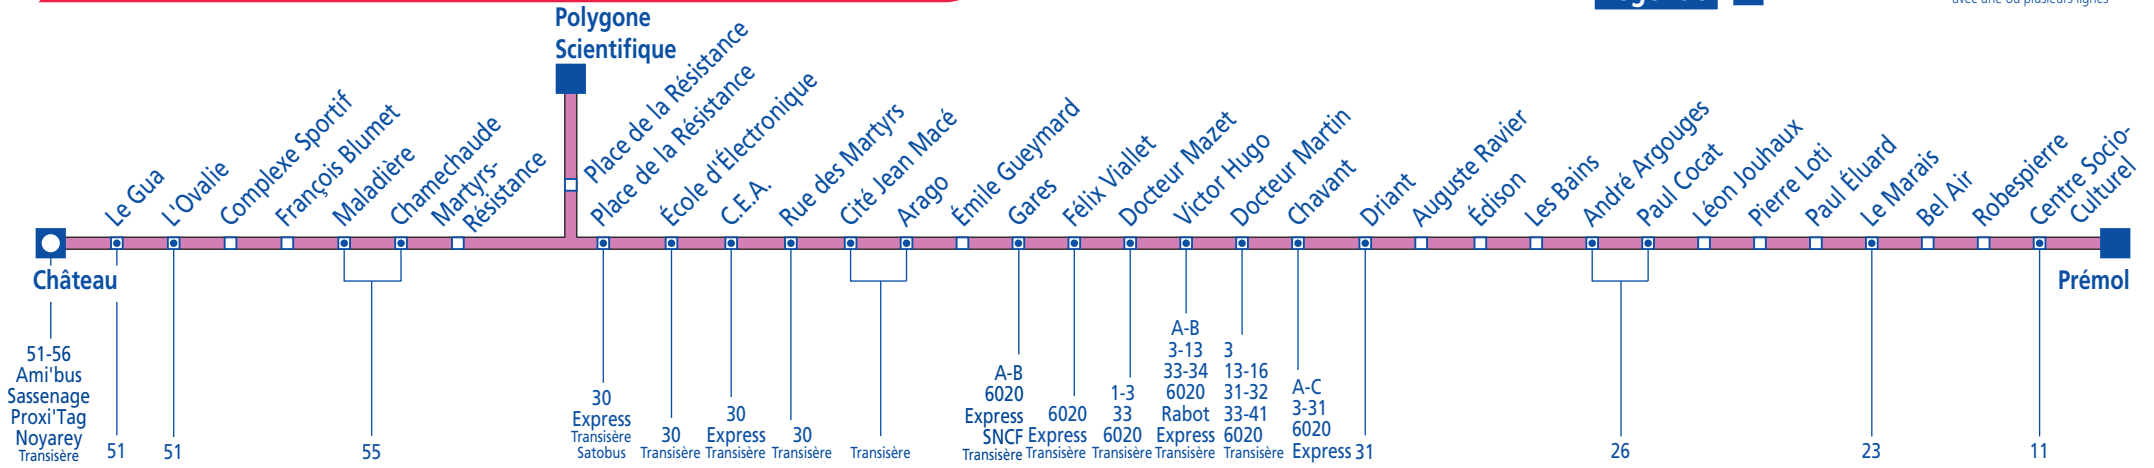 avec une ou plusieurs lignes
Polygone
Scientifique
Place de la Résistance
Le Gua
L'Ovalie
Complexe Sportif
François Blumet
Maladière
Chamechaude
Martyrs-
Résistance
Place de la Résistance
École d'Électronique
C.E.A.
Rue des Martyrs
Cité Jean Macé
Arago
Émile Gueymard
Gares
Félix Viallet
Docteur Mazet
Victor Hugo
Docteur Martin
Chavant
Driant
Auguste Ravier
Édison
Les Bains
André Argouges
Paul Cocat
Léon Jouhaux
Pierre Loti
Paul Éluard
Le Marais
Bel Air
Robespierre
Centre Socio-
Culturel
Château
Prémol
51-56
Ami'bus
Sassenage
Proxi'Tag
Noyarey
Transisère
51
51
55
30
Express
Transisère
Satobus
30
Transisère
30
Express
Transisère
30
Transisère
Transisère
A-B
6020
Express
SNCF
Transisère
6020
Express
Transisère
1-3
33
6020
Transisère
A-B
3-13
33-34
6020
Rabot
Express
Transisère
3
13-16
31-32
33-41
6020
Transisère
A-C
3-31
6020
Express
31
26
23
11